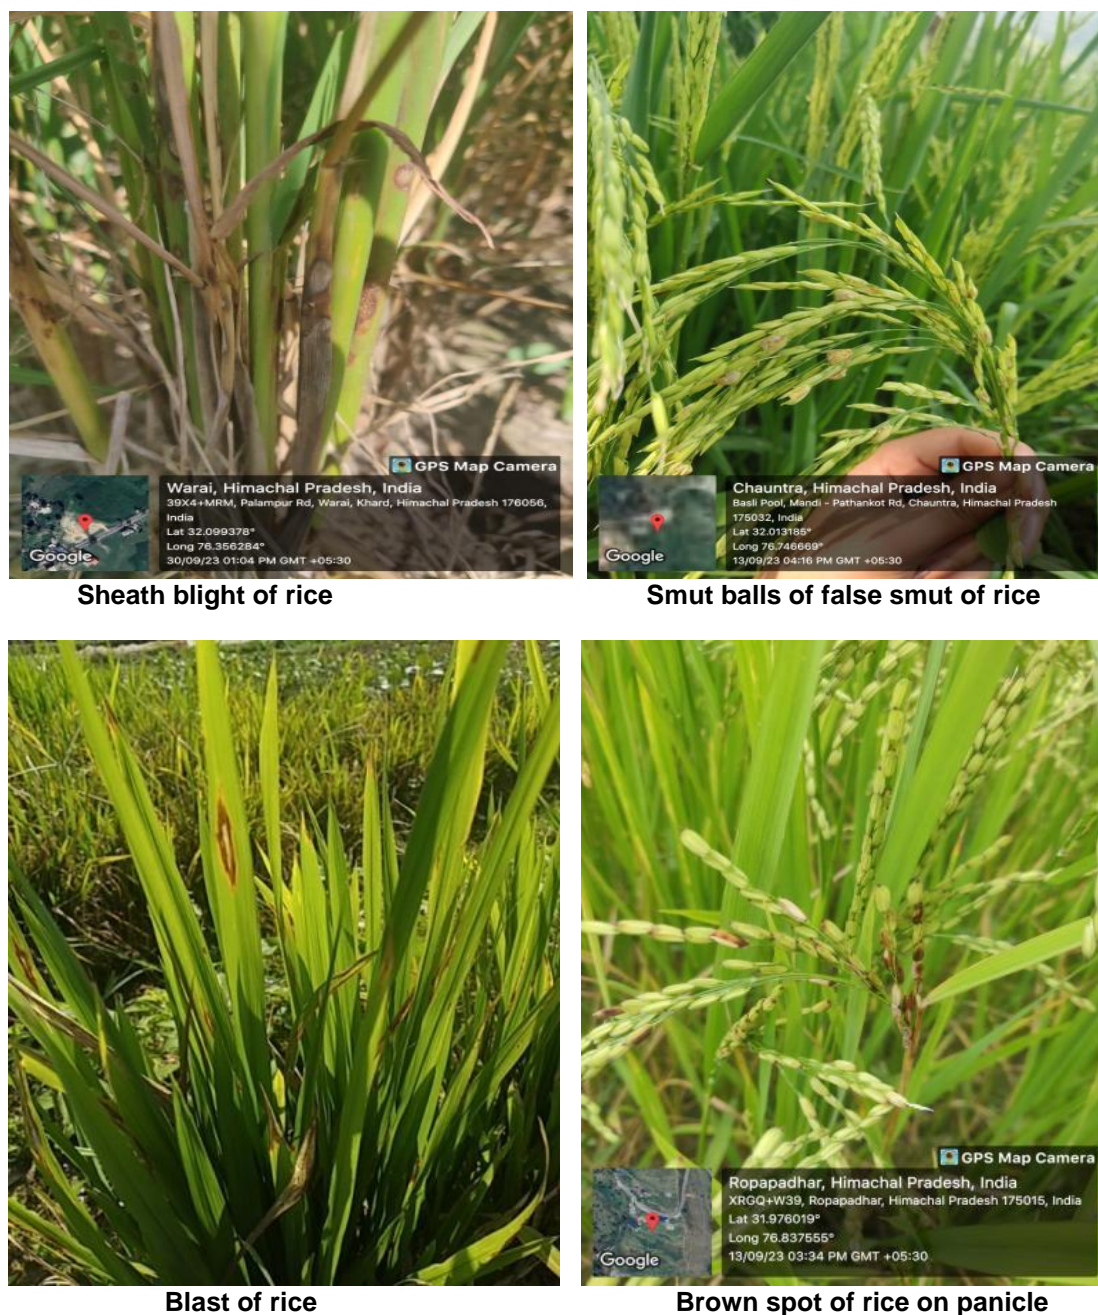 GPS Map Camera
Warai, Himachal Pradesh, India
39X4+MRM, Palampur Rd, Warai, Khard, Himachal Pradesh 176056,
India
Lat 32.099378°
Long 76.356284°
30/09/23 01:04 PM GMT +05:30
Google
Sheath blight of rice
GPS Map Camera
Chauntra, Himachal Pradesh, India
Basli Pool, Mandi - Pathankot Rd, Chauntra, Himachal Pradesh
175032, India
Lat 32.013185°
Long 76.746669°
13/09/23 04:16 PM GMT +05:30
Google
Smut balls of false smut of rice
Blast of rice
GPS Map Camera
Ropapadhar, Himachal Pradesh, India
XRGQ+W39, Ropapadhar, Himachal Pradesh 175015, India
Lat 31.976019°
Long 76.837555°
13/09/23 03:34 PM GMT +05:30
Google
Brown spot of rice on panicle